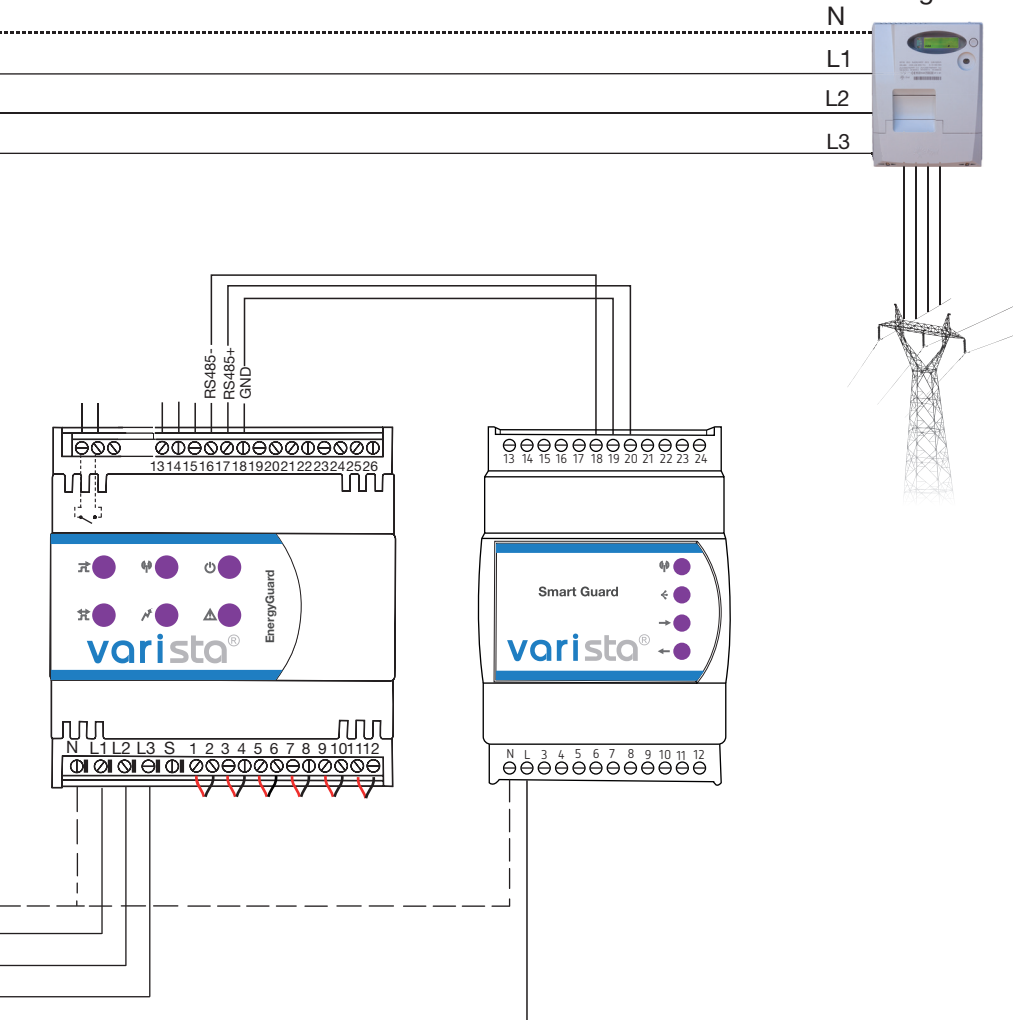 N
L1
L2
L3
RS485-
RS485+
GND-
13 14 15 16 17 18 19 20 21 22 23 24 25 26
13 14 15 16 17 18 19 20 21 22 23 24
EnergyGuard
varista®
Smart Guard
varista®
N L1 L2 L3 S 1 2 3 4 5 6 7 8 9 10 11 12
N L 3 4 5 6 7 8 9 10 11 12